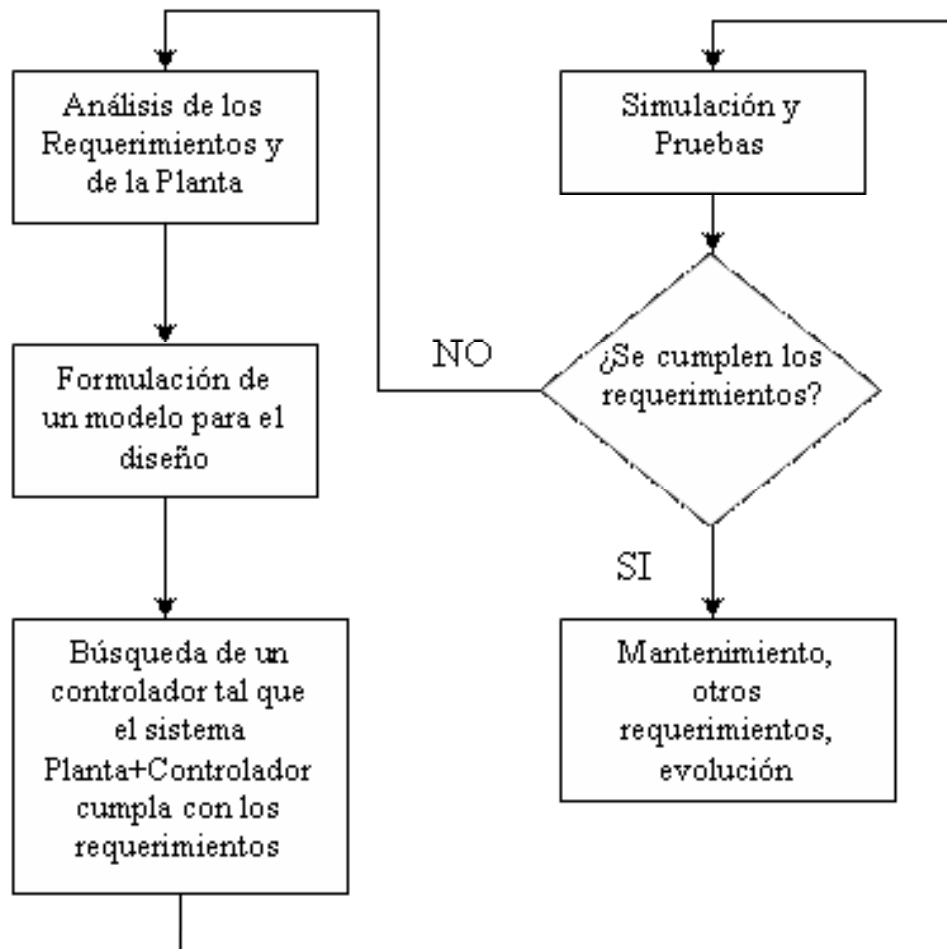 Análisis de los
Requerimientos y
de la Planta
Formulación de
un modelo para el
diseño
Búsqueda de un
controlador tal que
el sistema
Planta+Controlador
cumpla con los
requerimientos
Simulación y
Pruebas
¿Se cumplen los
requerimientos?
NO
SI
Mantenimiento,
otros
requerimientos,
evolución